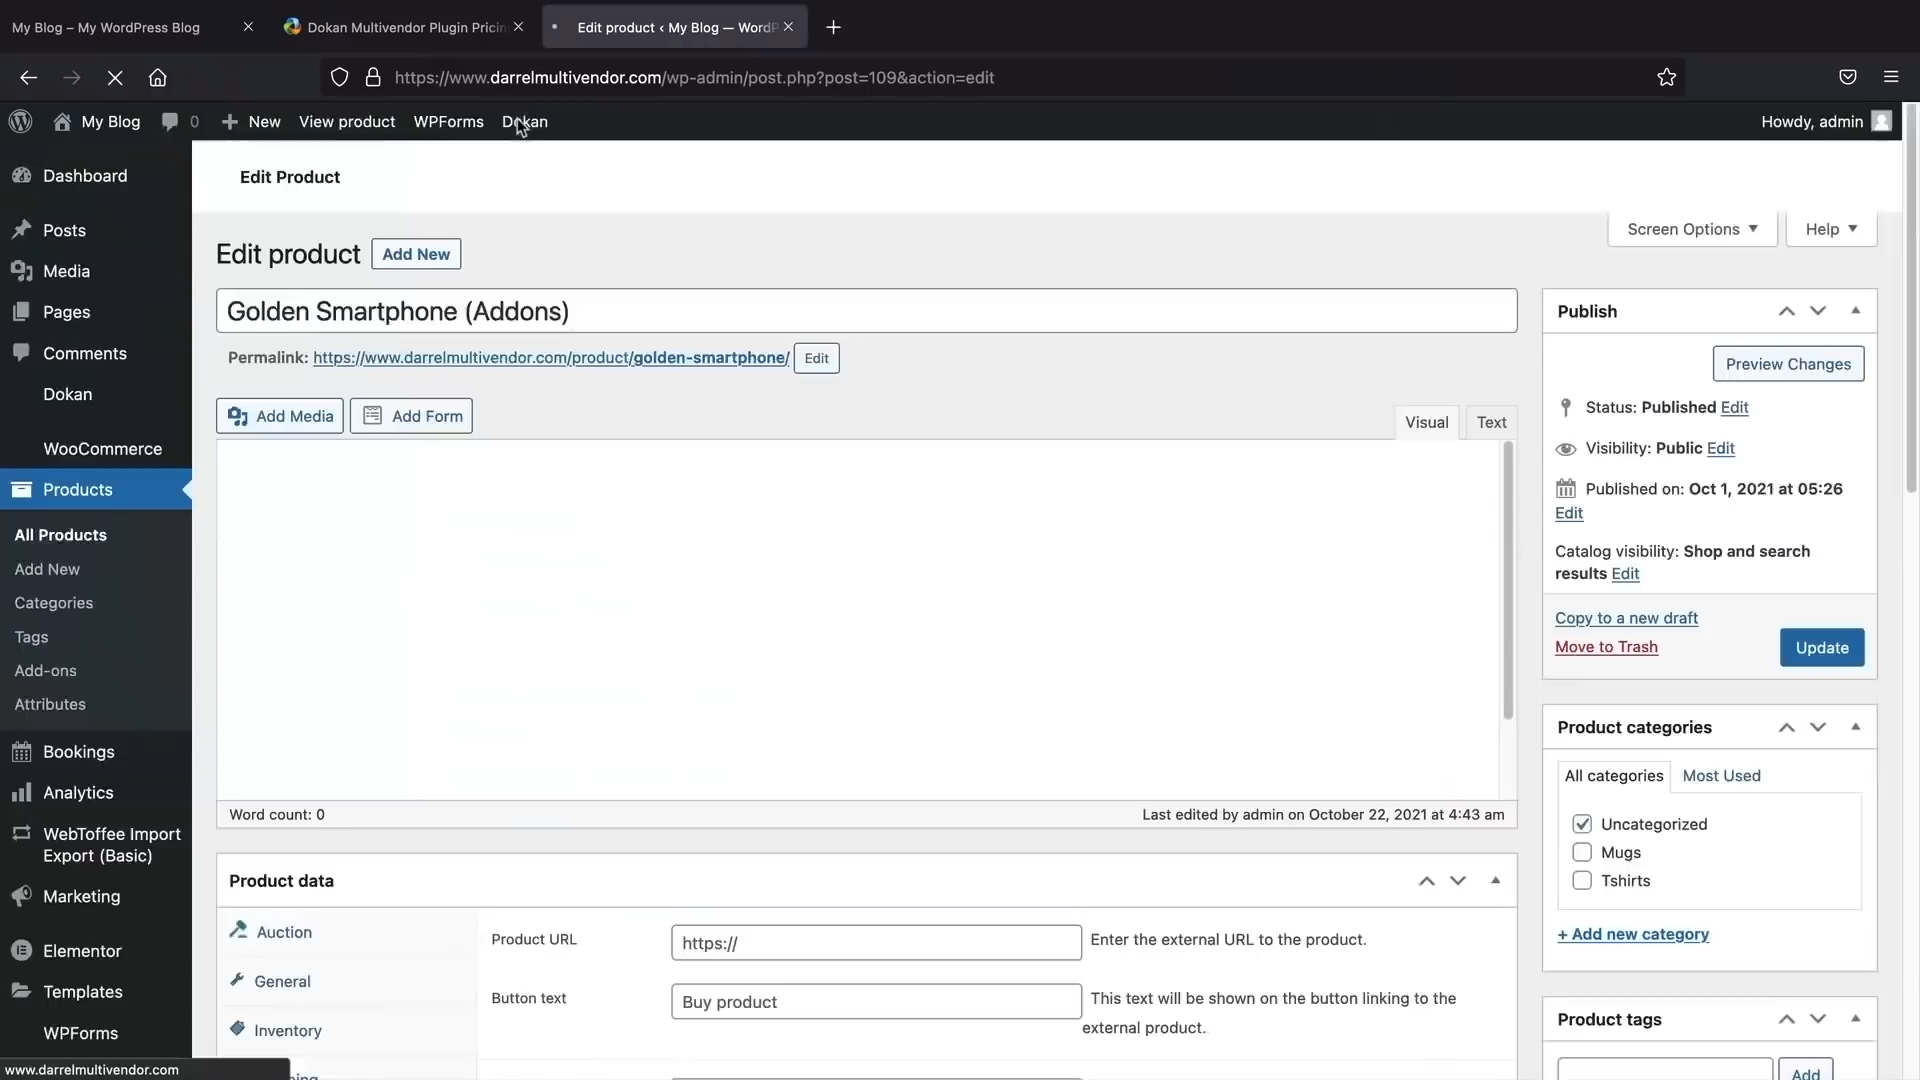 My Blog – My WordPress Blog
Dokan Multivendor Plugin Pricin
Edit product ‹ My Blog — WordP
https://www.darrelmultivendor.com/wp-admin/post.php?post=109&action=edit
My Blog
0
New
View product
WPForms
Dokan
Howdy, admin
Dashboard
Posts
Media
Pages
Comments
Dokan
WooCommerce
Products
All Products
Add New
Categories
Tags
Add-ons
Attributes
Bookings
Analytics
WebToffee Import
Export (Basic)
Marketing
Elementor
Templates
WPForms
www.darrelmultivendor.com
Edit Product
Screen Options
Help
Edit product
Add New
Golden Smartphone (Addons)
Permalink: https://www.darrelmultivendor.com/product/golden-smartphone/ Edit
Add Media
Add Form
Visual
Text
Word count: 0
Last edited by admin on October 22, 2021 at 4:43 am
Product data
Auction
General
Inventory
Product URL
https://
Enter the external URL to the product.
Button text
Buy product
This text will be shown on the button linking to the
external product.
Publish
Preview Changes
Status: Published Edit
Visibility: Public Edit
Published on: Oct 1, 2021 at 05:26
Edit
Catalog visibility: Shop and search
results Edit
Copy to a new draft
Move to Trash
Update
Product categories
All categories
Most Used
Uncategorized
Mugs
Tshirts
+ Add new category
Product tags
Add